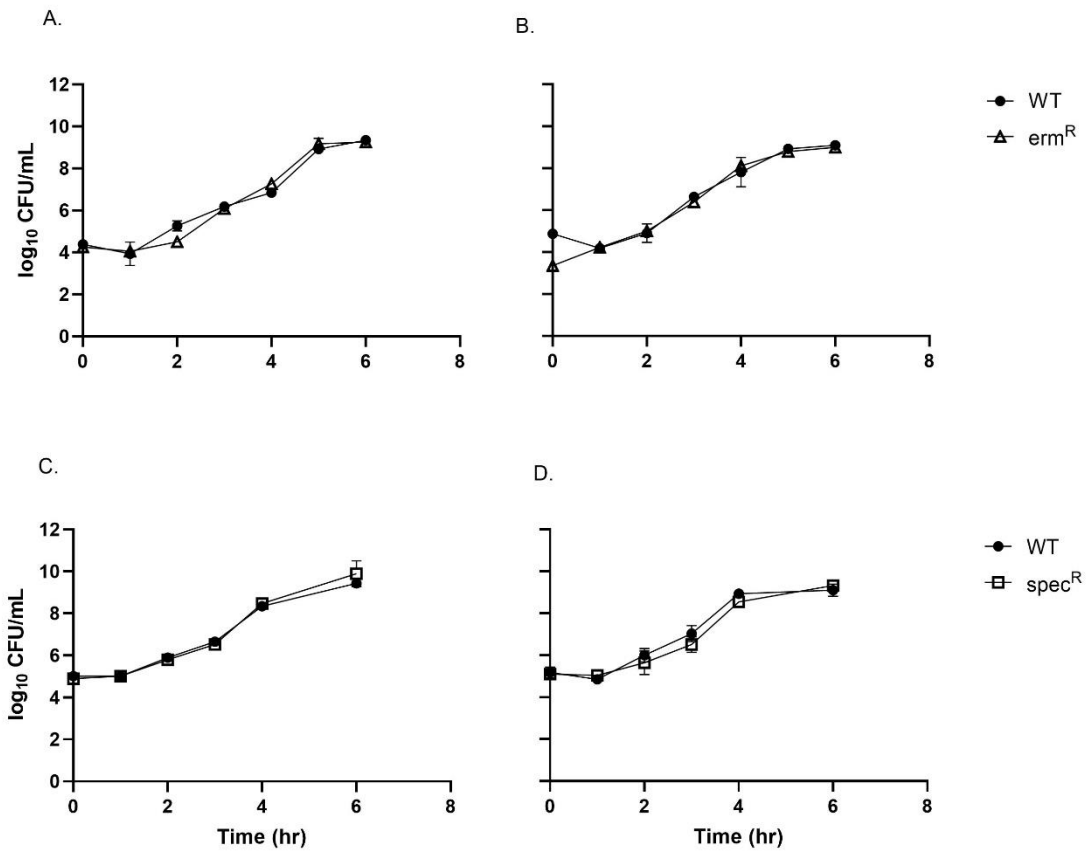 A.
B.
12
10
8
6
4
2
0
log₁₀ CFU/mL
0 2 4 6 8
0 2 4 6 8
WT
ermᴿ
C.
D.
12
10
8
6
4
2
0
log₁₀ CFU/mL
0 2 4 6 8
0 2 4 6 8
Time (hr)
Time (hr)
WT
specᴿ